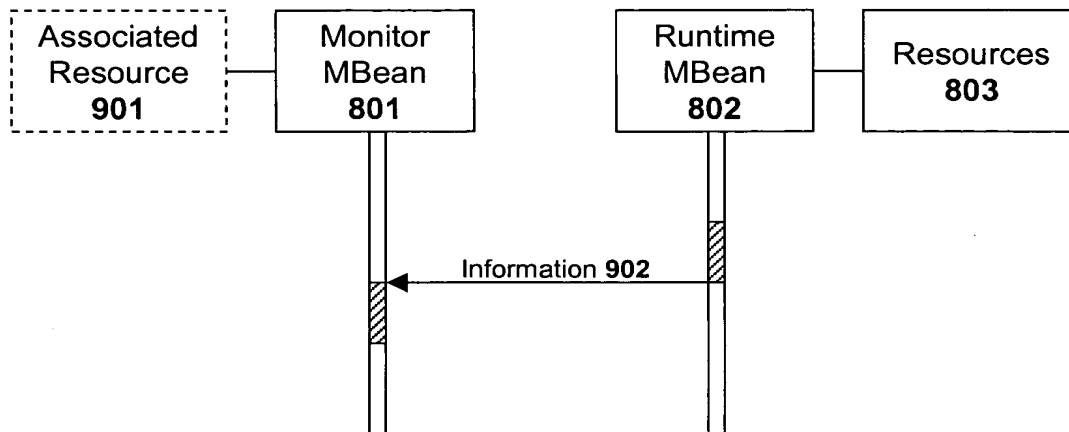 Associated
Resource
901
Monitor
MBean
801
Runtime
MBean
802
Resources
803
Information 902